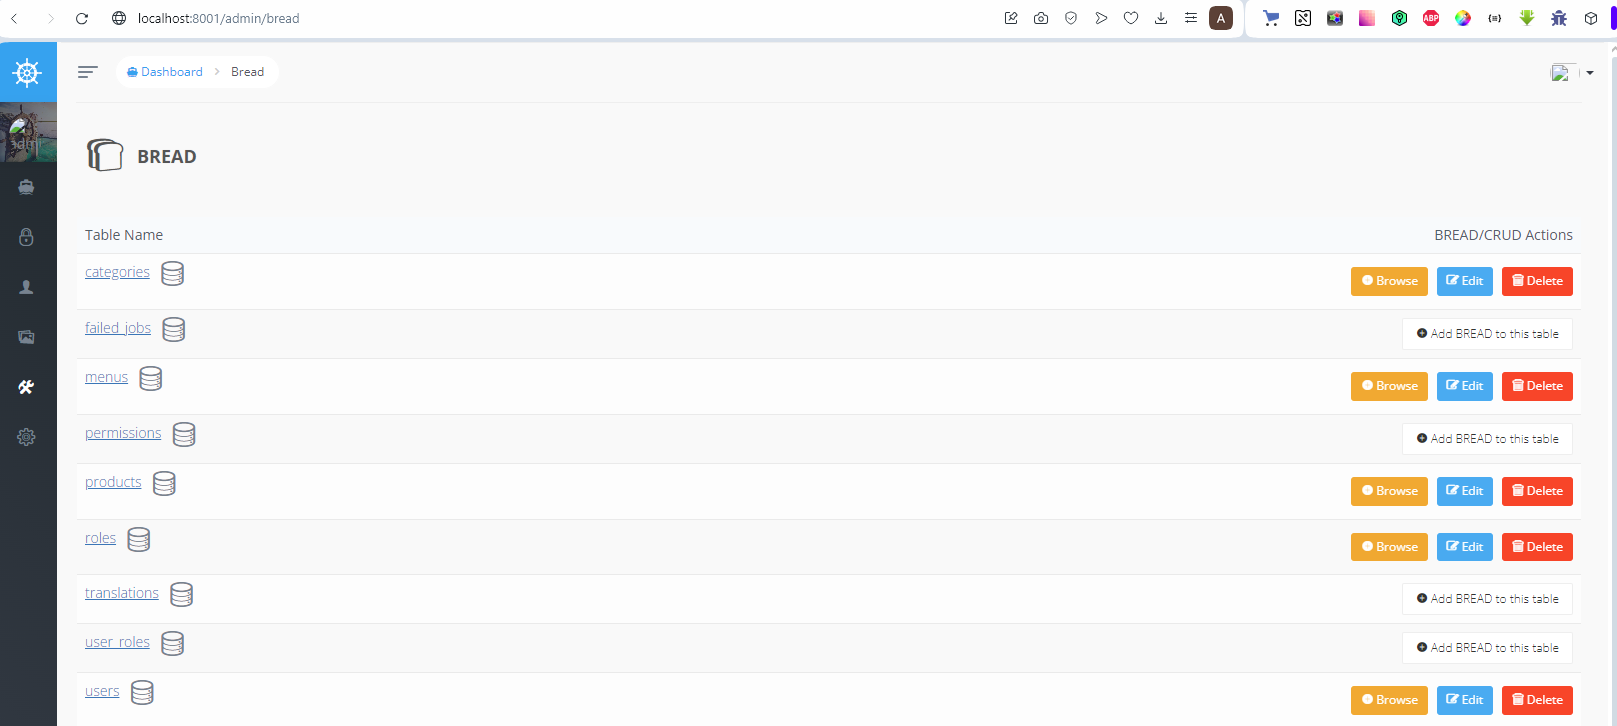 localhost:8001/admin/bread
A
ABP
Dashboard > Bread
BREAD
Table Name BREAD/CRUD Actions
categories Browse Edit Delete
failed_jobs Add BREAD to this table
menus Browse Edit Delete
permissions Add BREAD to this table
products Browse Edit Delete
roles Browse Edit Delete
translations Add BREAD to this table
user_roles Add BREAD to this table
users Browse Edit Delete